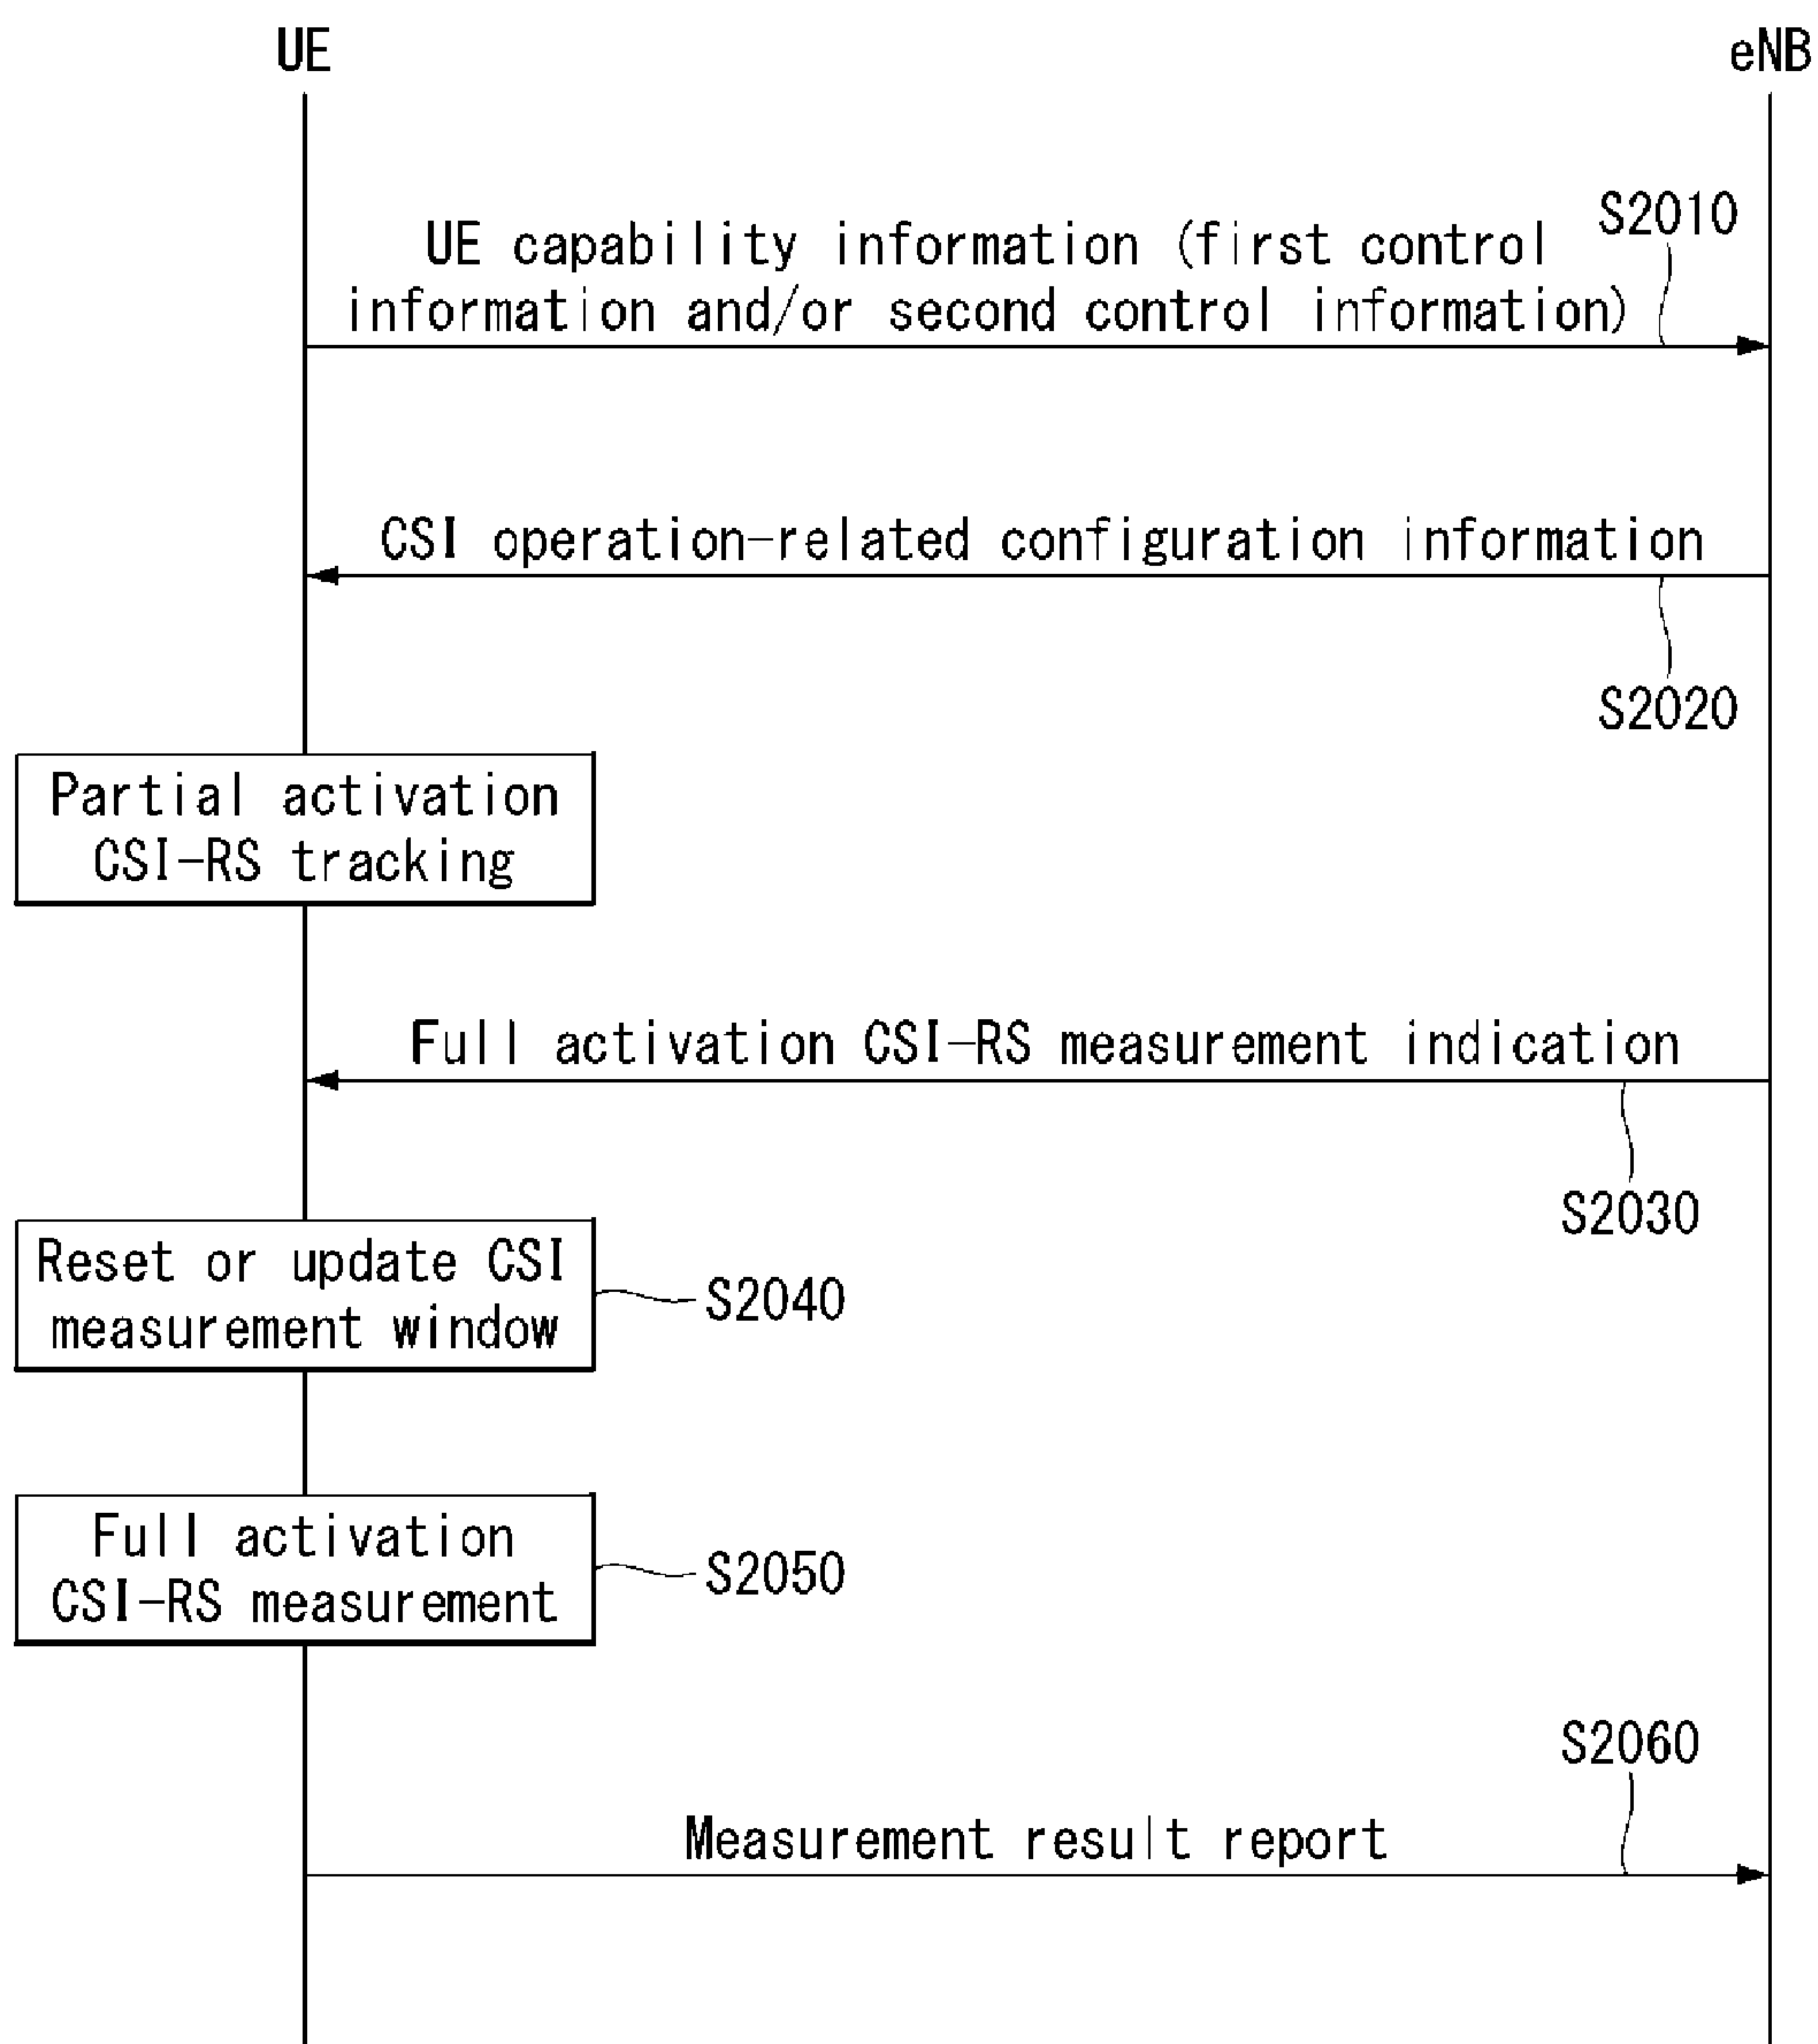 UE
eNB
S2010
UE capability information (first control
information and/or second control information)
CSI operation-related configuration information
S2020
Partial activation
CSI-RS tracking
Full activation CSI-RS measurement indication
S2030
Reset or update CSI
measurement window
S2040
Full activation
CSI-RS measurement
S2050
S2060
Measurement result report